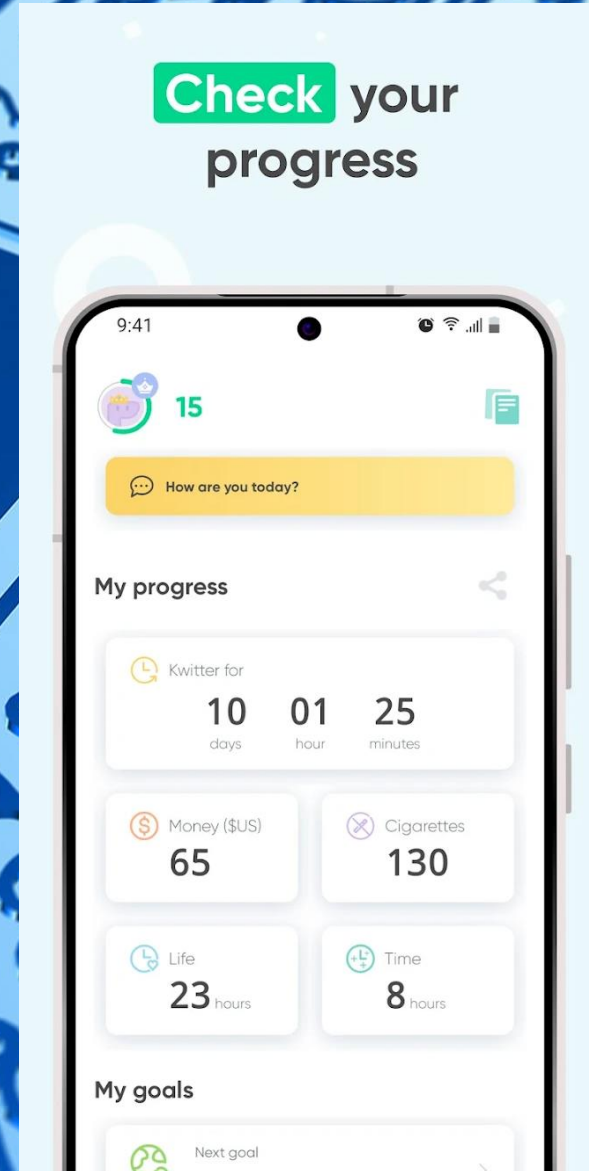 Check your
progress
9:41
15
How are you today?
My progress
Kwitter for
10 01 25
days hour minutes
Money ($US) Cigarettes
65 130
Life Time
23 hours 8 hours
My goals
Next goal